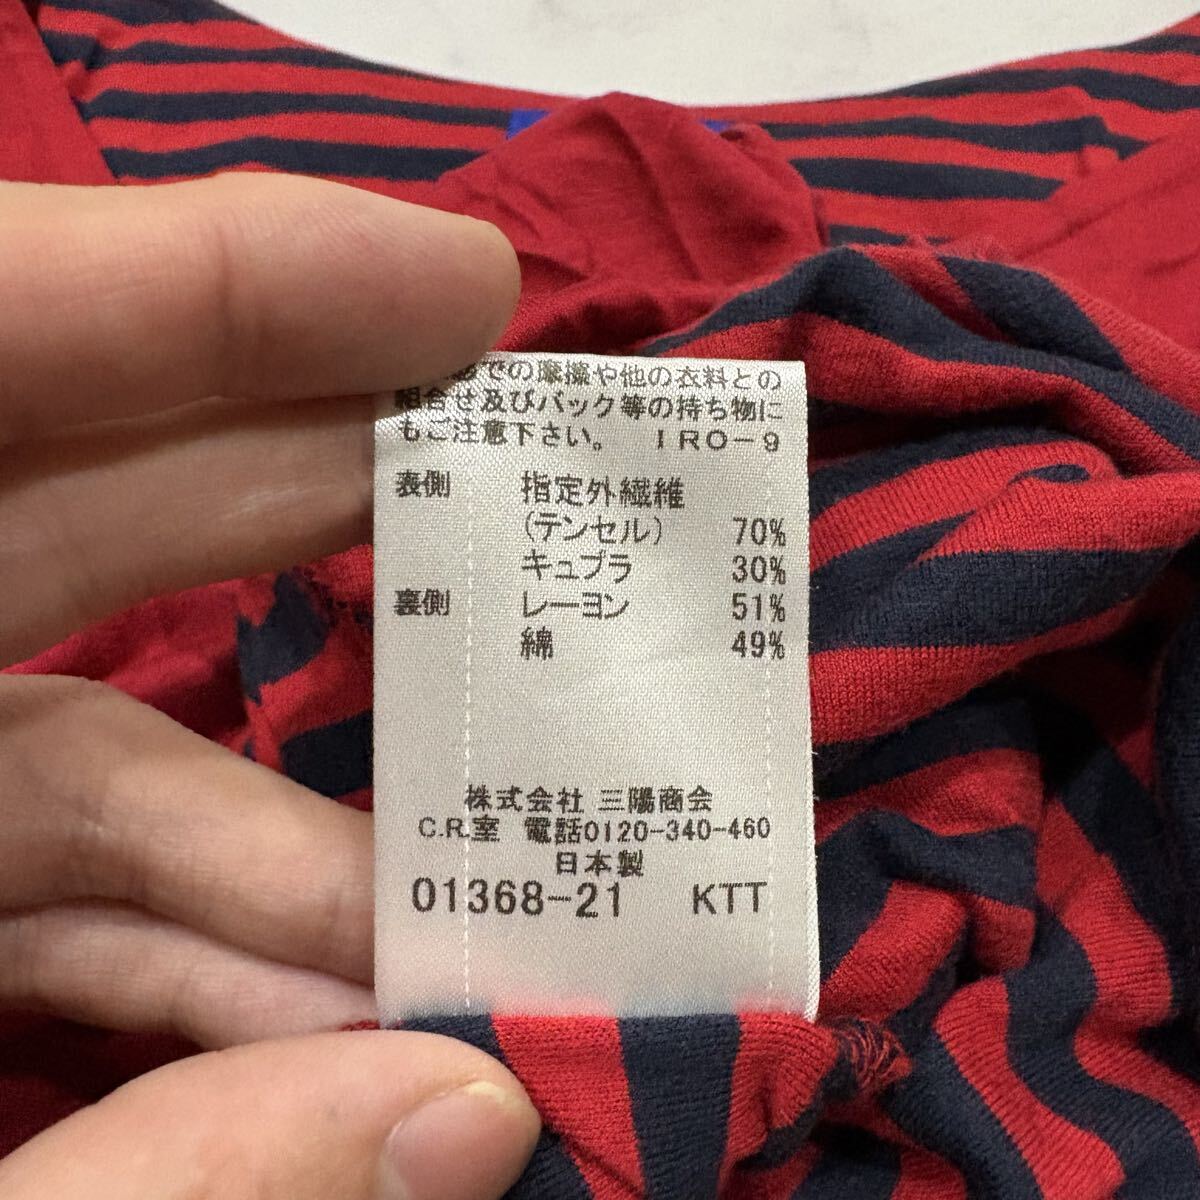 での摩擦や他の衣料との
組合せ及びバック等の持ち物に
もご注意下さい。 IRO-9
表側 指定外繊維
(テンセル) 70%
キュプラ 30%
裏側 レーヨン 51%
綿 49%
株式会社 三陽商会
C.R.室 電話0120-340-460
日本製
01368-21 KTT